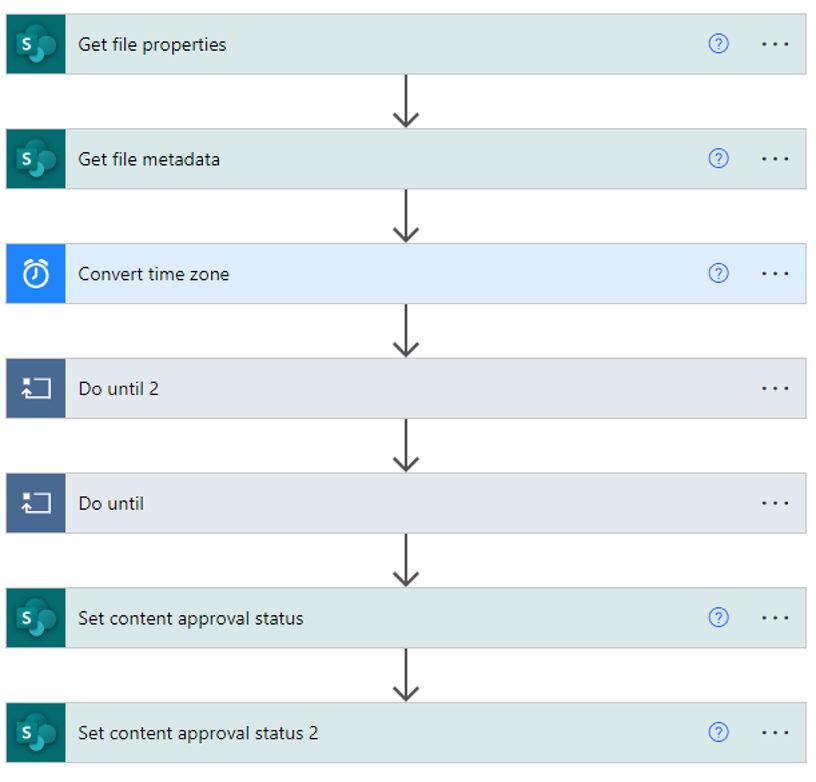 Get file properties
Get file metadata
Convert time zone
Do until 2
Do until
Set content approval status
Set content approval status 2